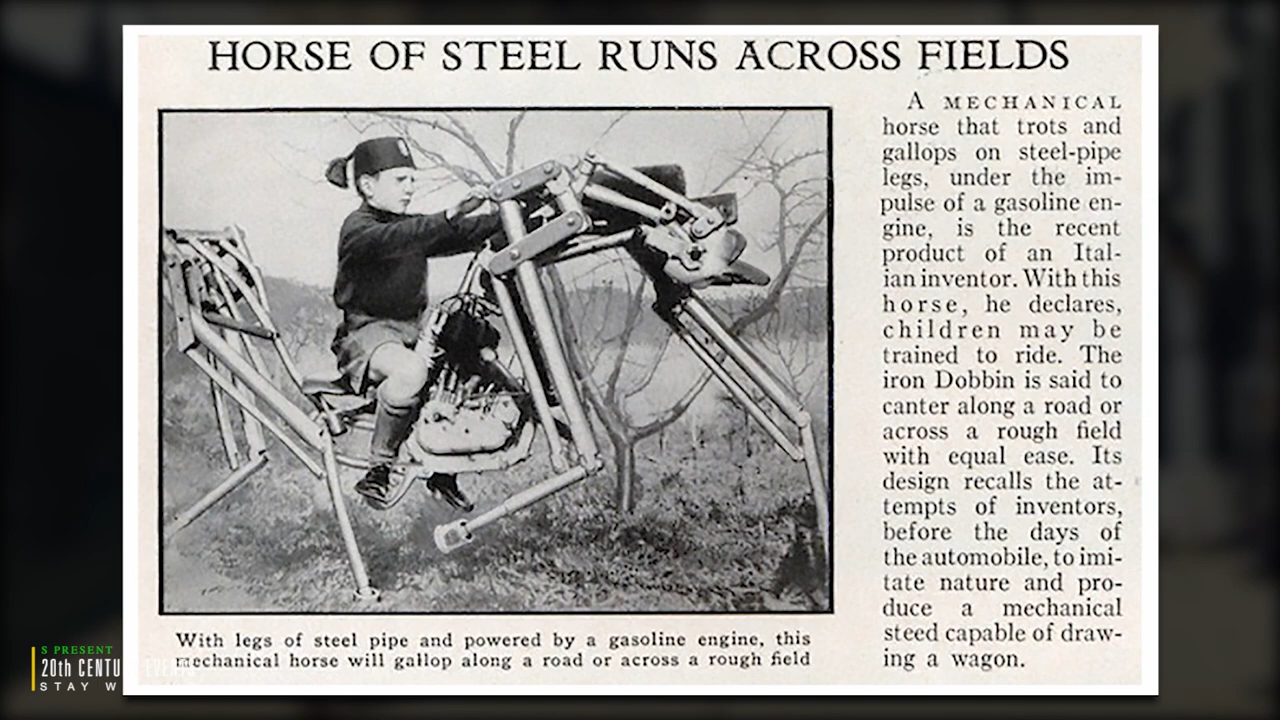 HORSE OF STEEL RUNS ACROSS FIELDS
A MECHANICAL
horse that trots and
gallops on steel-pipe
legs, under the im-
pulse of a gasoline en-
gine, is the recent
product of an Ital-
ian inventor. With this
horse, he declares,
children may be
trained to ride. The
iron Dobbin is said to
canter along a road or
across a rough field
with equal ease. Its
design recalls the at-
tempts of inventors,
before the days of
the automobile, to imi-
tate nature and pro-
duce a mechanical
steed capable of draw-
ing a wagon.
With legs of steel pipe and powered by a gasoline engine, this
mechanical horse will gallop along a road or across a rough field
S PRESENT
20th CENTU EVENTS
STAY W